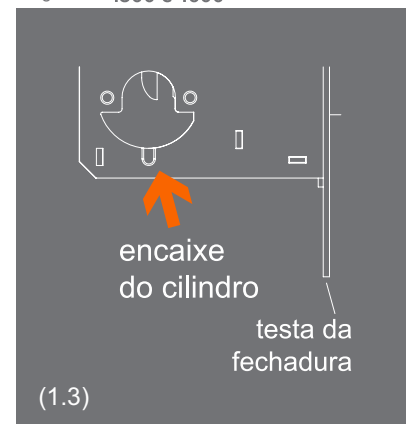 encaixe
do cilindro
testa da
fechadura
(1.3)